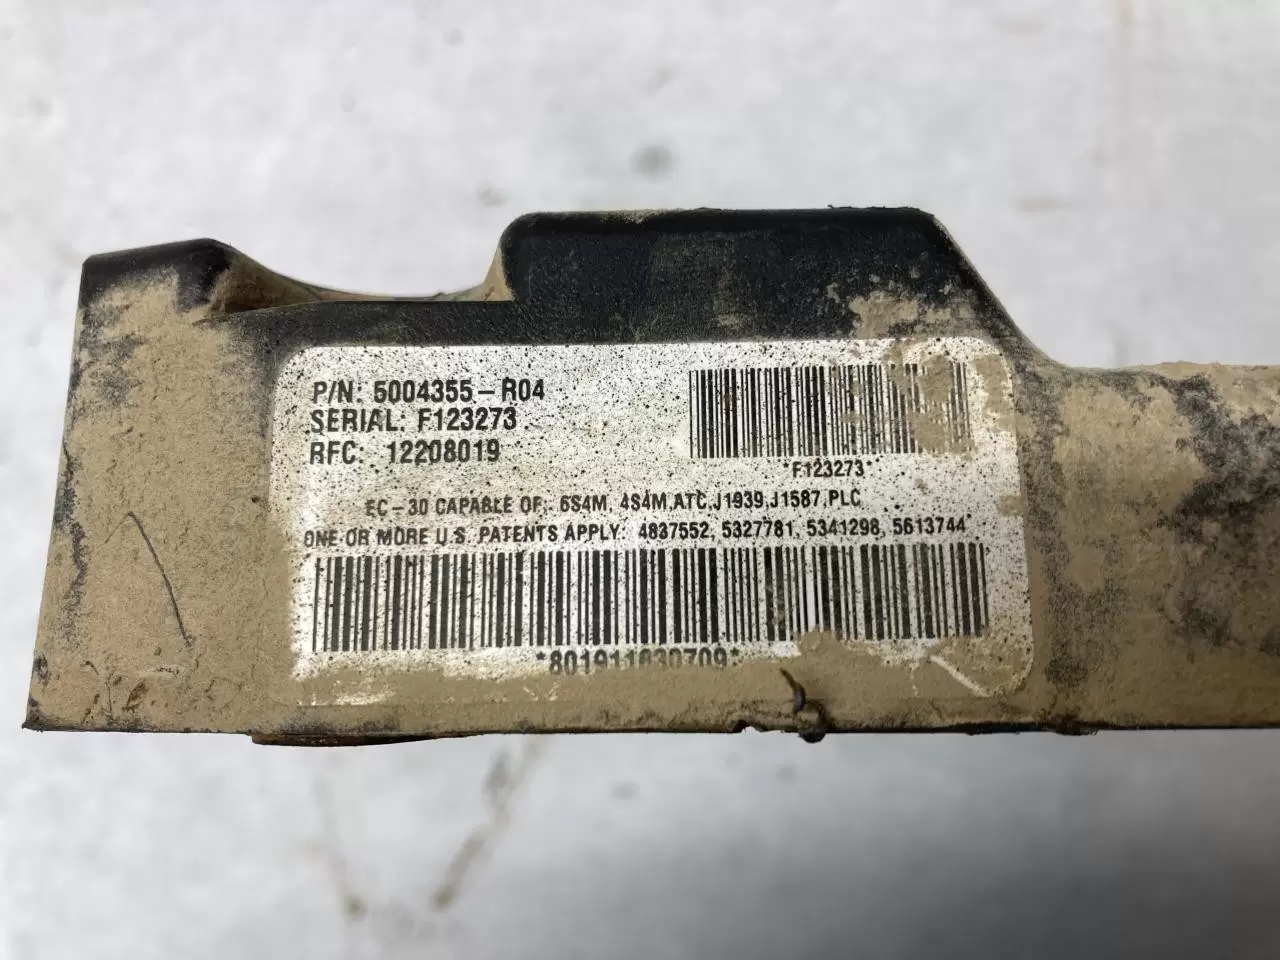 P/N: 5004355-R04
SERIAL: F123273
RFC: 12208019
*F123273*
EC-30 CAPABLE OF: 6S4M, 4S4M,ATC,J1939,J1587,PLC
ONE OR MORE U.S. PATENTS APPLY: 4837552, 5327781, 5341298, 5613744
*801911630709*